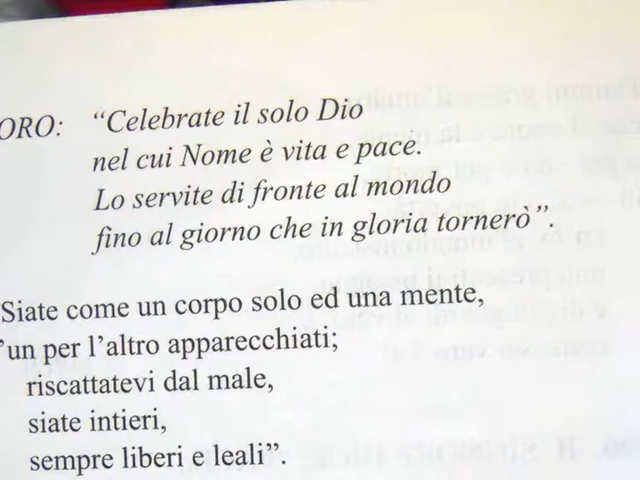 ORO: “Celebrate il solo Dio
nel cui Nome è vita e pace.
Lo servite di fronte al mondo
fino al giorno che in gloria tornerò”.
Siate come un corpo solo ed una mente,
’un per l’altro apparecchiati;
riscattatevi dal male,
siate intieri,
sempre liberi e leali”.